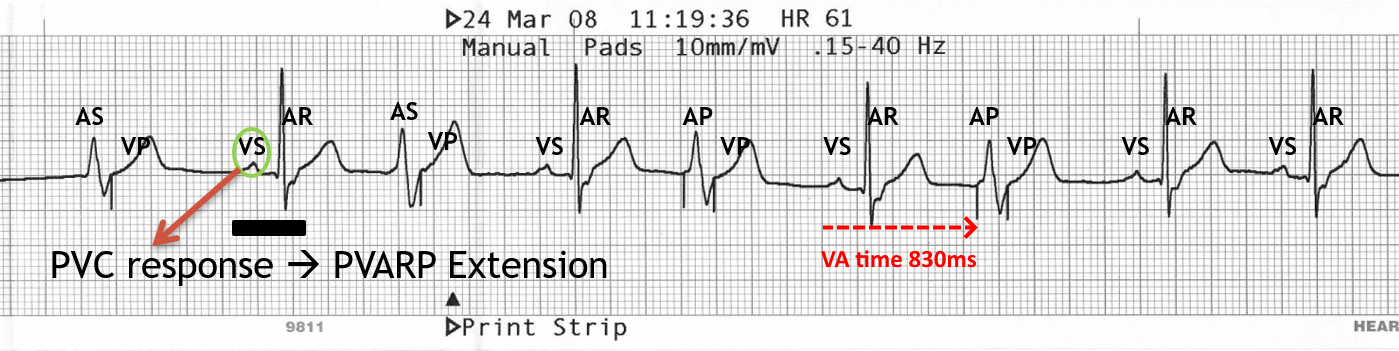 ▷24 Mar 08 11:19:36 HR 61
Manual Pads 10mm/mV .15-40 Hz
AS VP VS AR AS VP VS AR AP VP VS AR AP VP VS AR VS AR
PVC response → PVARP Extension
VA time 830ms
▷Print Strip
9811 HEAR